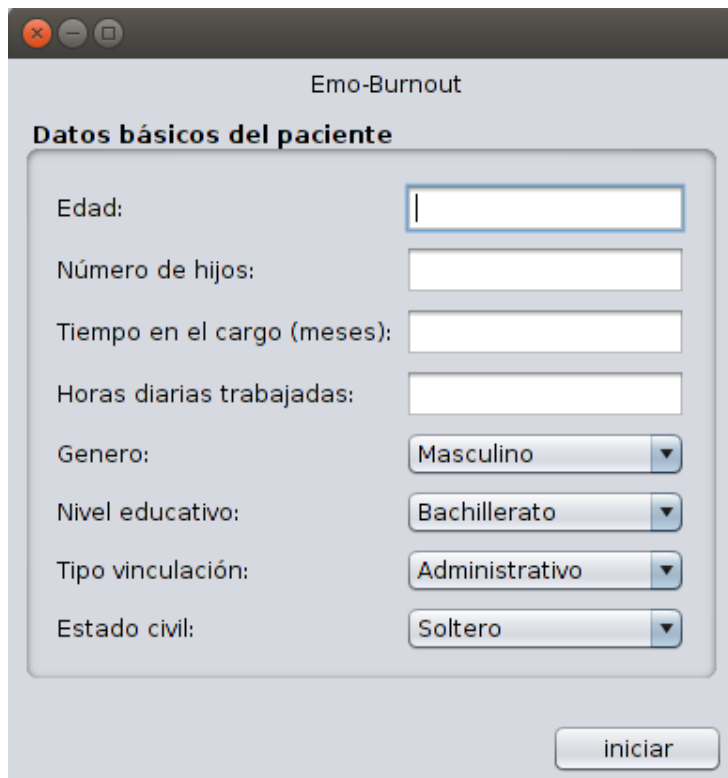 Emo-Burnout
Datos básicos del paciente
Edad:
Número de hijos:
Tiempo en el cargo (meses):
Horas diarias trabajadas:
Genero: Masculino
Nivel educativo: Bachillerato
Tipo vinculación: Administrativo
Estado civil: Soltero
iniciar